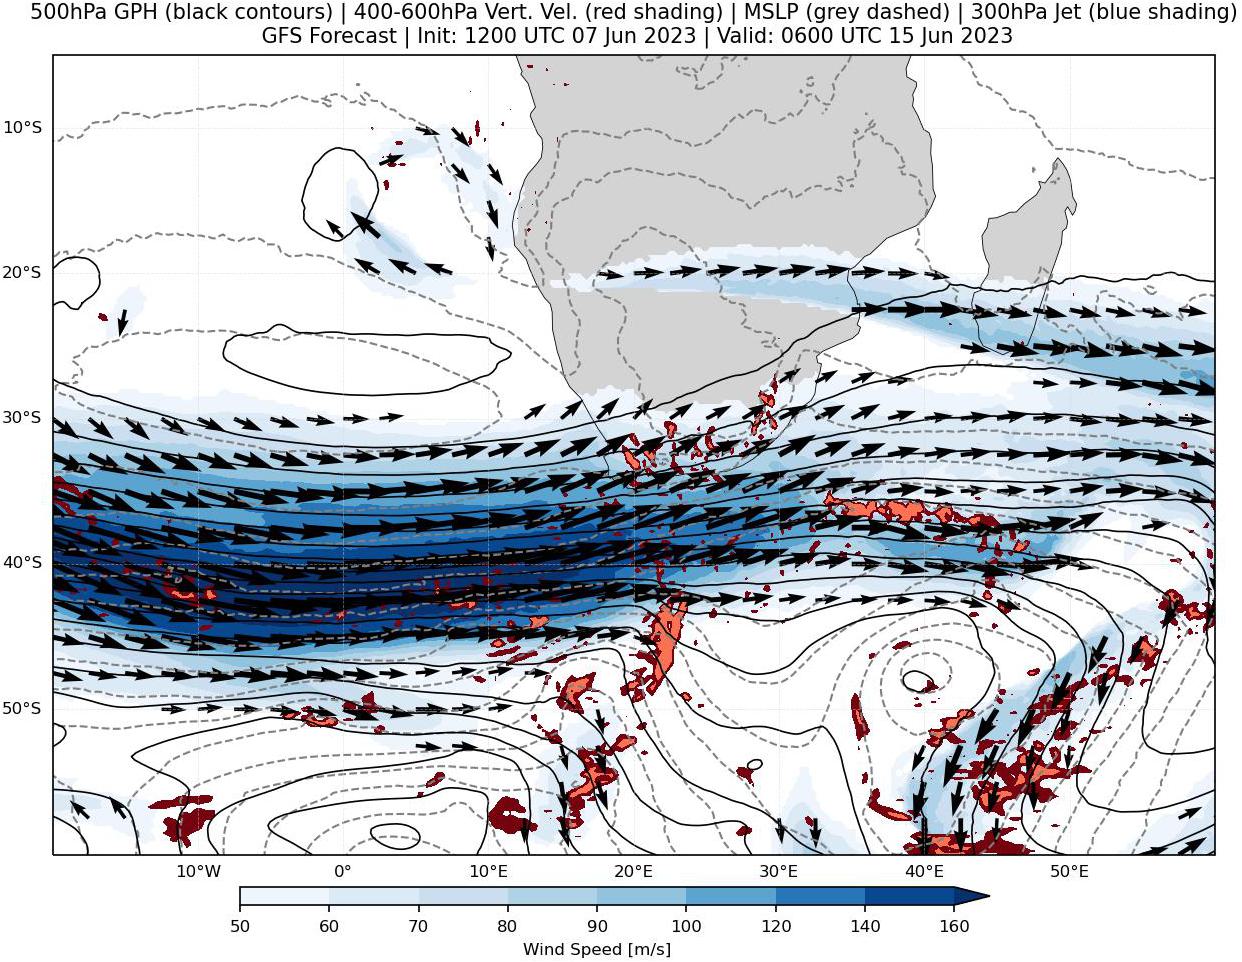 500hPa GPH (black contours) | 400-600hPa Vert. Vel. (red shading) | MSLP (grey dashed) | 300hPa Jet (blue shading)
GFS Forecast | Init: 1200 UTC 07 Jun 2023 | Valid: 0600 UTC 15 Jun 2023
10°S
20°S
30°S
40°S
50°S
10°W 0° 10°E 20°E 30°E 40°E 50°E
50 60 70 80 90 100 120 140 160
Wind Speed [m/s]